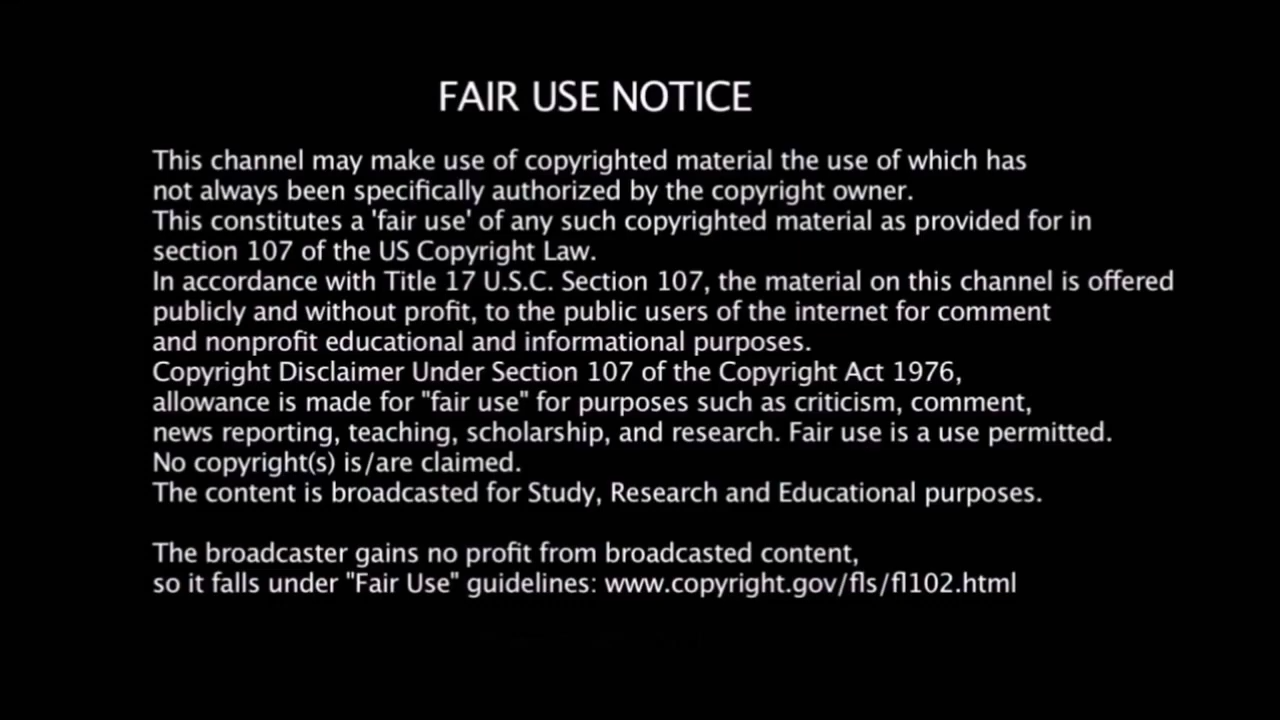 FAIR USE NOTICE
This channel may make use of copyrighted material the use of which has
not always been specifically authorized by the copyright owner.
This constitutes a 'fair use' of any such copyrighted material as provided for in
section 107 of the US Copyright Law.
In accordance with Title 17 U.S.C. Section 107, the material on this channel is offered
publicly and without profit, to the public users of the internet for comment
and nonprofit educational and informational purposes.
Copyright Disclaimer Under Section 107 of the Copyright Act 1976,
allowance is made for "fair use" for purposes such as criticism, comment,
news reporting, teaching, scholarship, and research. Fair use is a use permitted.
No copyright(s) is/are claimed.
The content is broadcasted for Study, Research and Educational purposes.
The broadcaster gains no profit from broadcasted content,
so it falls under "Fair Use" guidelines: www.copyright.gov/fls/fl102.html